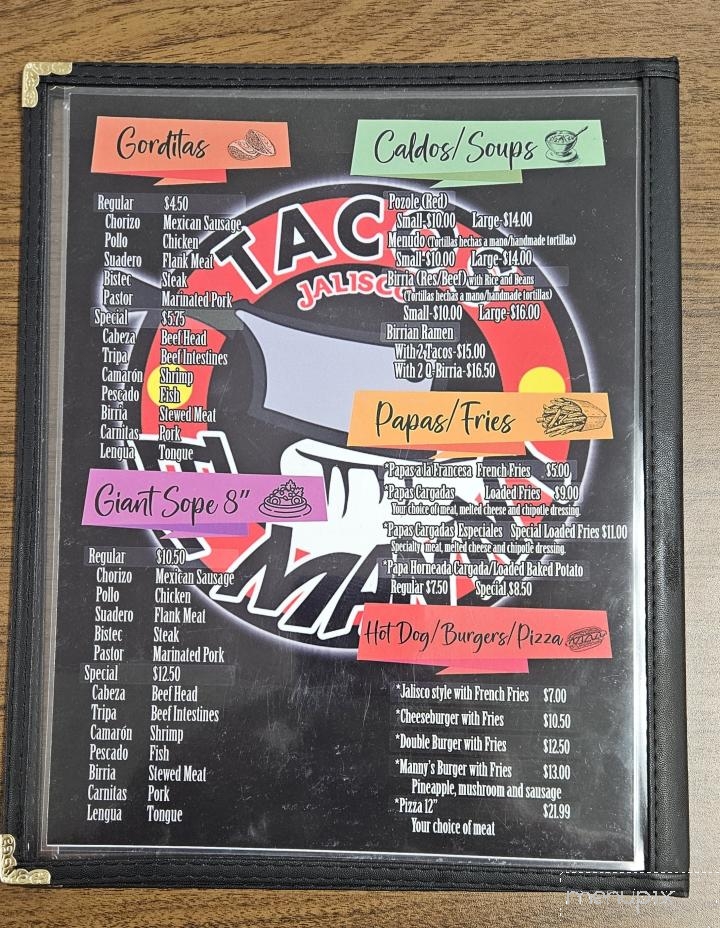 Gorditas
Regular $4.50
Chorizo Mexican Sausage
Pollo Chicken
Suadero Flank Meat
Bistec Steak
Pastor Marinated Pork
Special $5.75
Cabeza Beef Head
Tripa Beef Intestines
Camarón Shrimp
Pescado Fish
Birria Stewed Meat
Carnitas Pork
Lengua Tongue
Giant Sope 8"
Regular $10.50
Chorizo Mexican Sausage
Pollo Chicken
Suadero Flank Meat
Bistec Steak
Pastor Marinated Pork
Special $12.50
Cabeza Beef Head
Tripa Beef Intestines
Camarón Shrimp
Pescado Fish
Birria Stewed Meat
Carnitas Pork
Lengua Tongue
Caldos/Soups
Pozole (Red)
Small-$10.00 Large-$14.00
Menudo (Tortillas hechas a mano/handmade tortillas)
Small-$10.00 Large-$14.00
Birria (Res/Beef) with Rice and Beans
(Tortillas hechas a mano/handmade tortillas)
Small-$10.00 Large-$16.00
Birrian Ramen
With 2 Tacos-$15.00
With 2 Q. Birria-$16.50
Papas/Fries
*Papas a la Francesa French Fries $5.00
*Papas Cargadas Loaded Fries $9.00
Your choice of meat, melted cheese and chipotle dressing.
*Papas Cargadas Especiales Special Loaded Fries $11.00
Specialty meat, melted cheese and chipotle dressing.
*Papa Horneada Cargada/Loaded Baked Potato
Regular $7.50 Special $8.50
Hot Dog/Burgers/Pizza
*Jalisco style with French Fries $7.00
*Cheeseburger with Fries $10.50
*Double Burger with Fries $12.50
*Manny's Burger with Fries $13.00
Pineapple, mushroom and sausage
*Pizza 12" $21.99
Your choice of meat
JALISCO
menupix